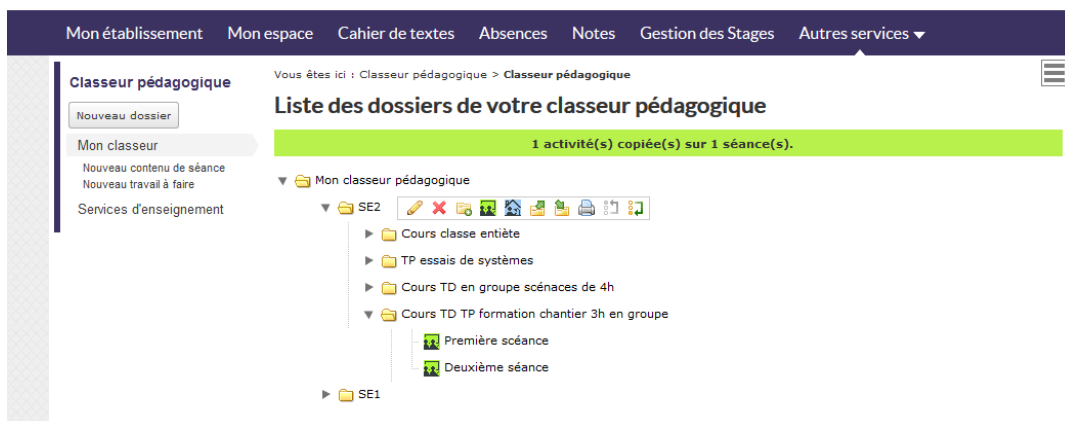 Mon établissement Mon espace Cahier de textes Absences Notes Gestion des Stages Autres services
Classeur pédagogique
Nouveau dossier
Mon classeur
Nouveau contenu de séance
Nouveau travail à faire
Services d'enseignement
Vous êtes ici : Classeur pédagogique > Classeur pédagogique
Liste des dossiers de votre classeur pédagogique
1 activité(s) copiée(s) sur 1 séance(s).
Mon classeur pédagogique
SE2
Cours classe entiète
TP essais de systèmes
Cours TD en groupe scénaces de 4h
Cours TD TP formation chantier 3h en groupe
Première scéance
Deuxième séance
SE1